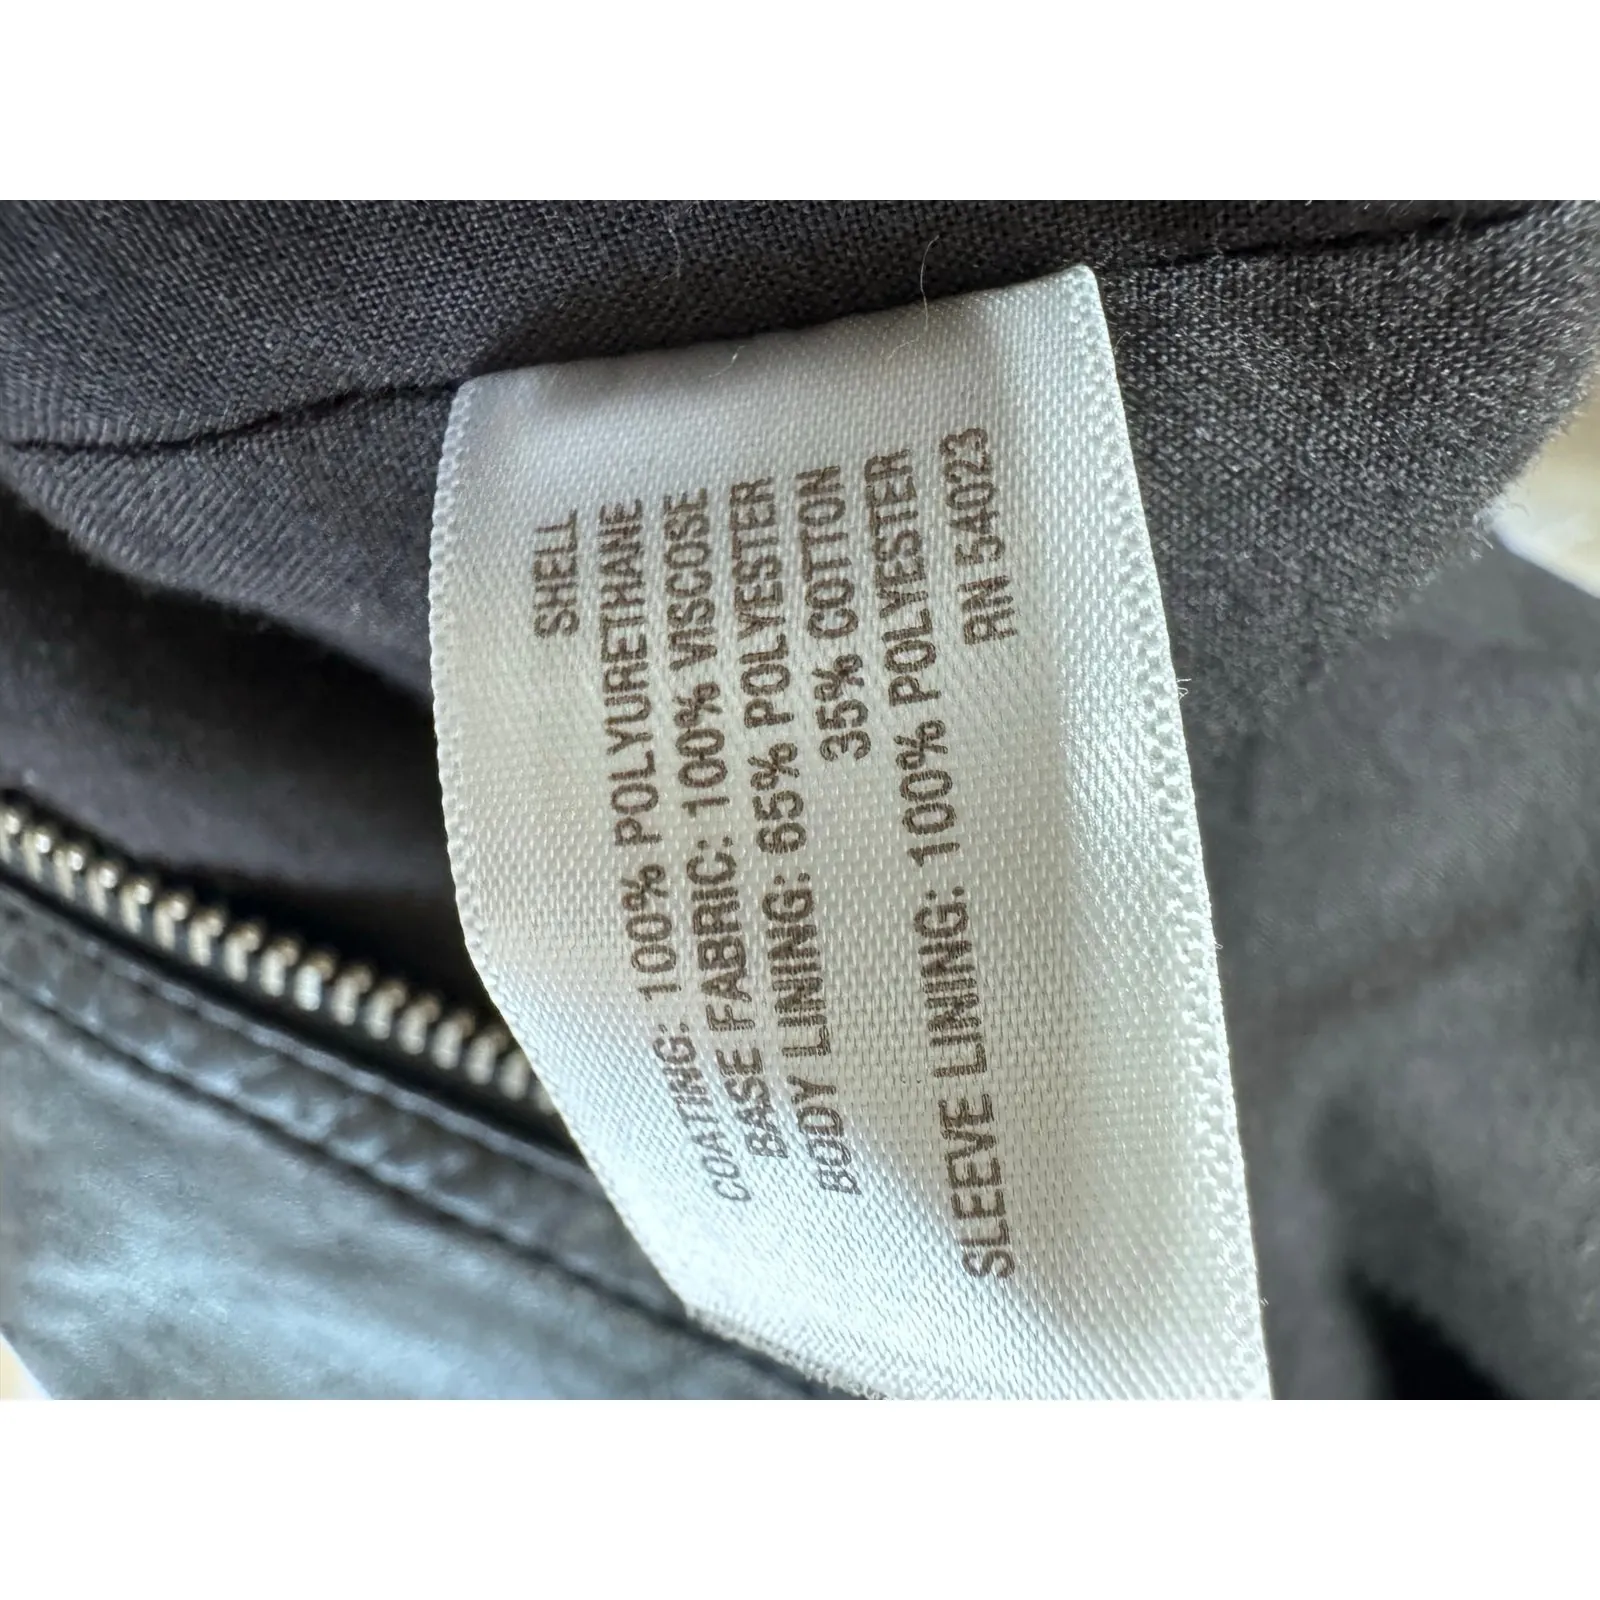 SHELL
COATING: 100% POLYURETHANE
BASE FABRIC: 100% VISCOSE
BODY LINING: 65% POLYESTER
35% COTTON
SLEEVE LINING: 100% POLYESTER
RN 54023